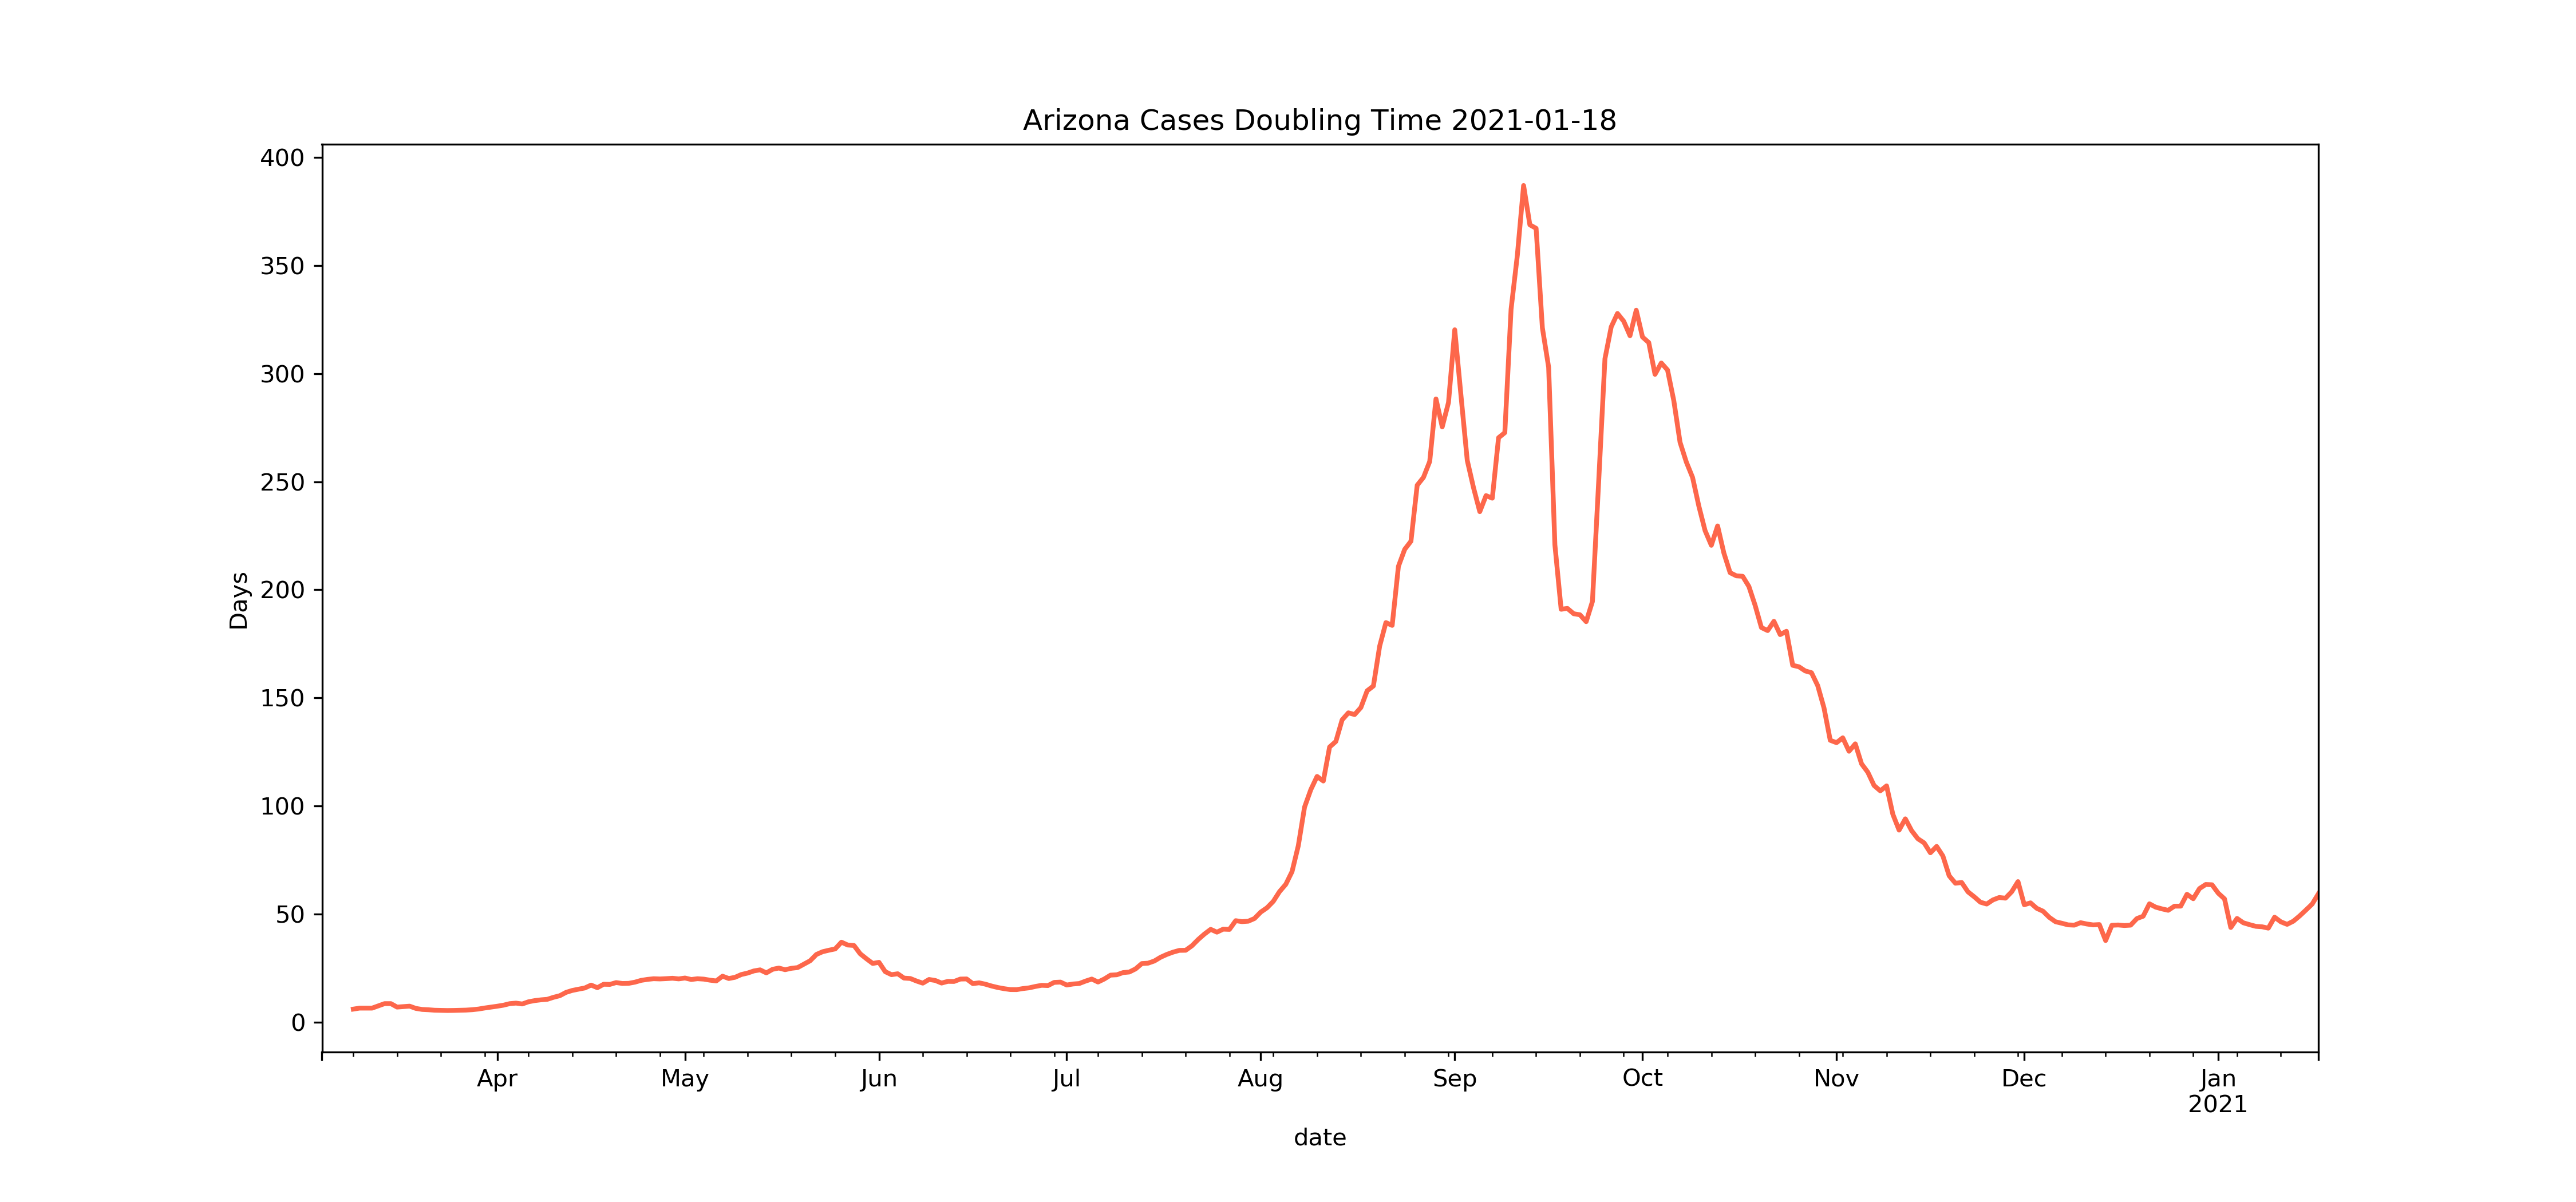 Arizona Cases Doubling Time 2021-01-18
400
350
300
250
200
150
100
50
0
Days
Apr May Jun Jul Aug Sep Oct Nov Dec Jan
2021
date